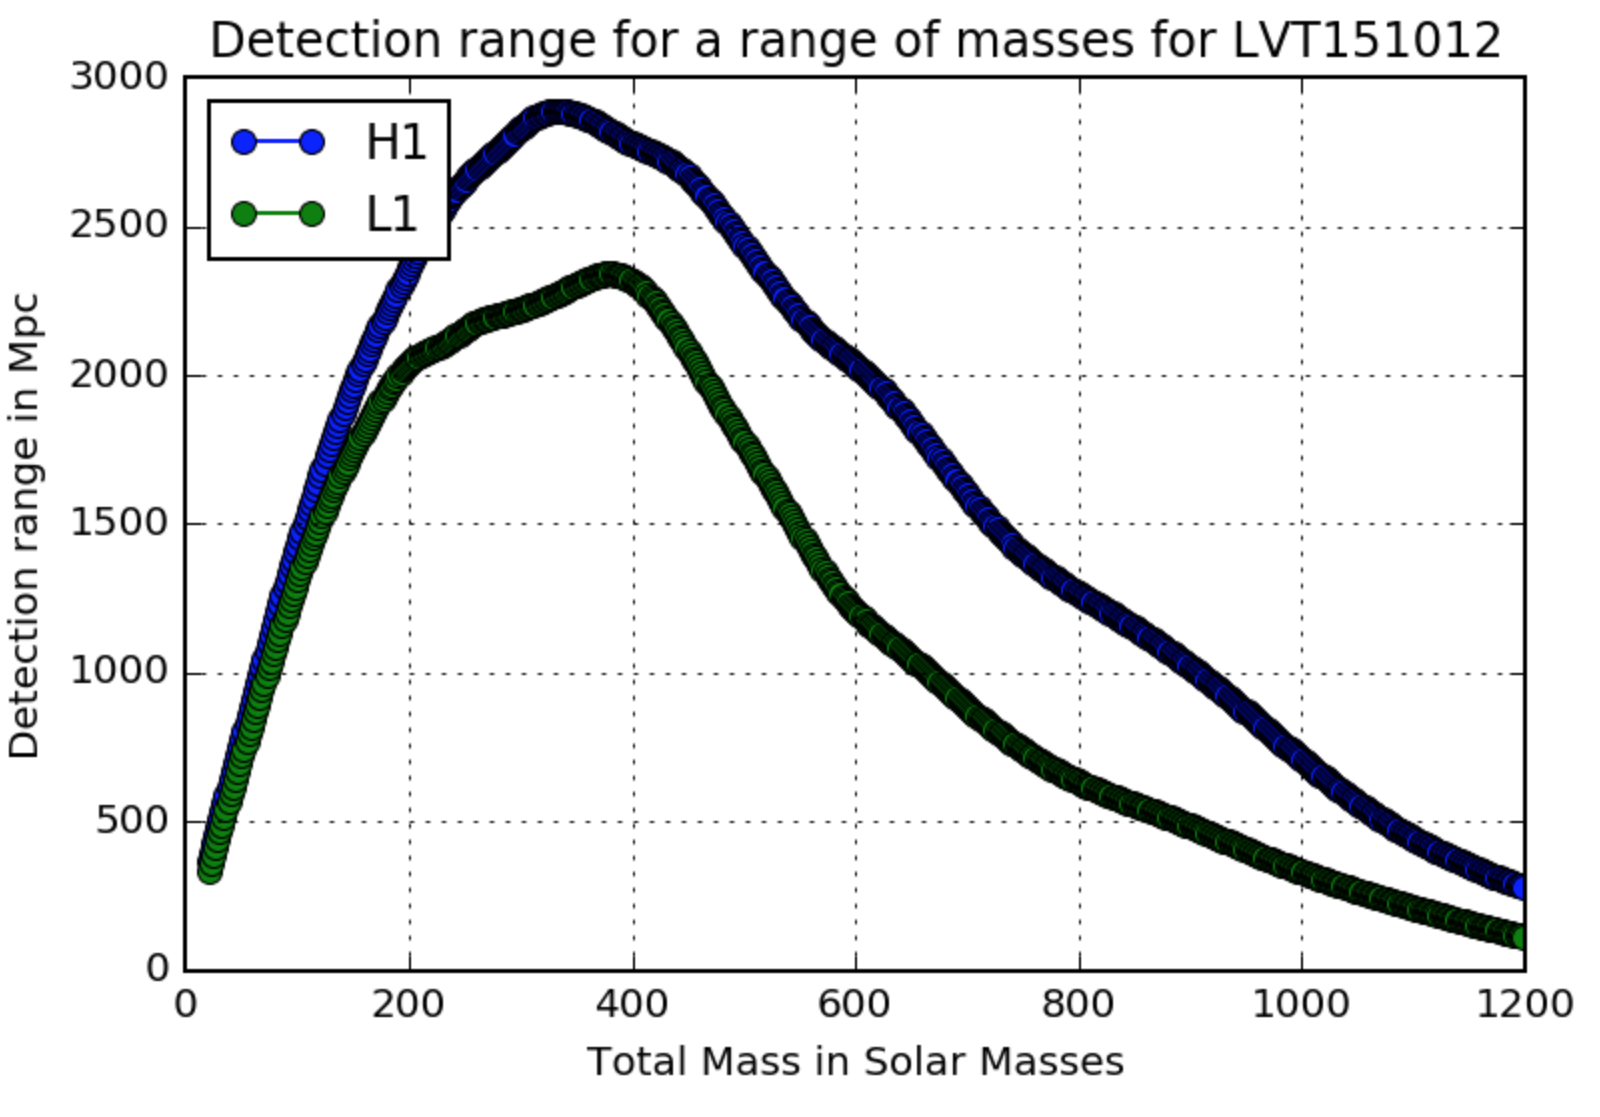 Detection range for a range of masses for LVT151012
3000
2500
2000
1500
1000
500
0
H1
L1
Detection range in Mpc
0 200 400 600 800 1000 1200
Total Mass in Solar Masses